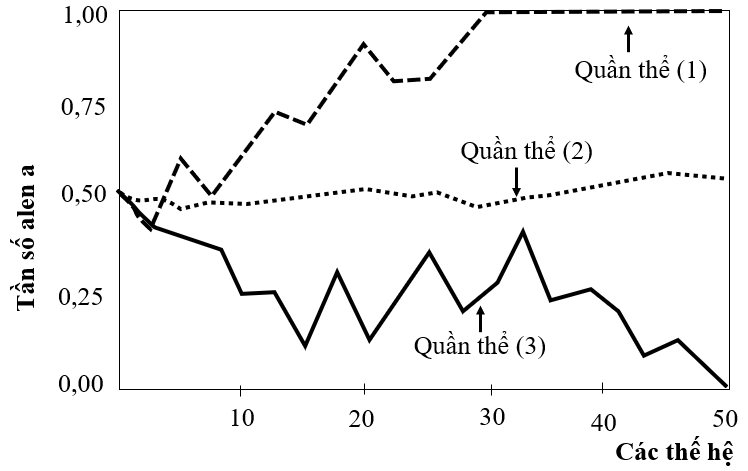 1,00
0,75
0,50
0,25
0,00
Tần số alen a
Quần thể (1)
Quần thể (2)
Quần thể (3)
10
20
30
40
50
Các thế hệ